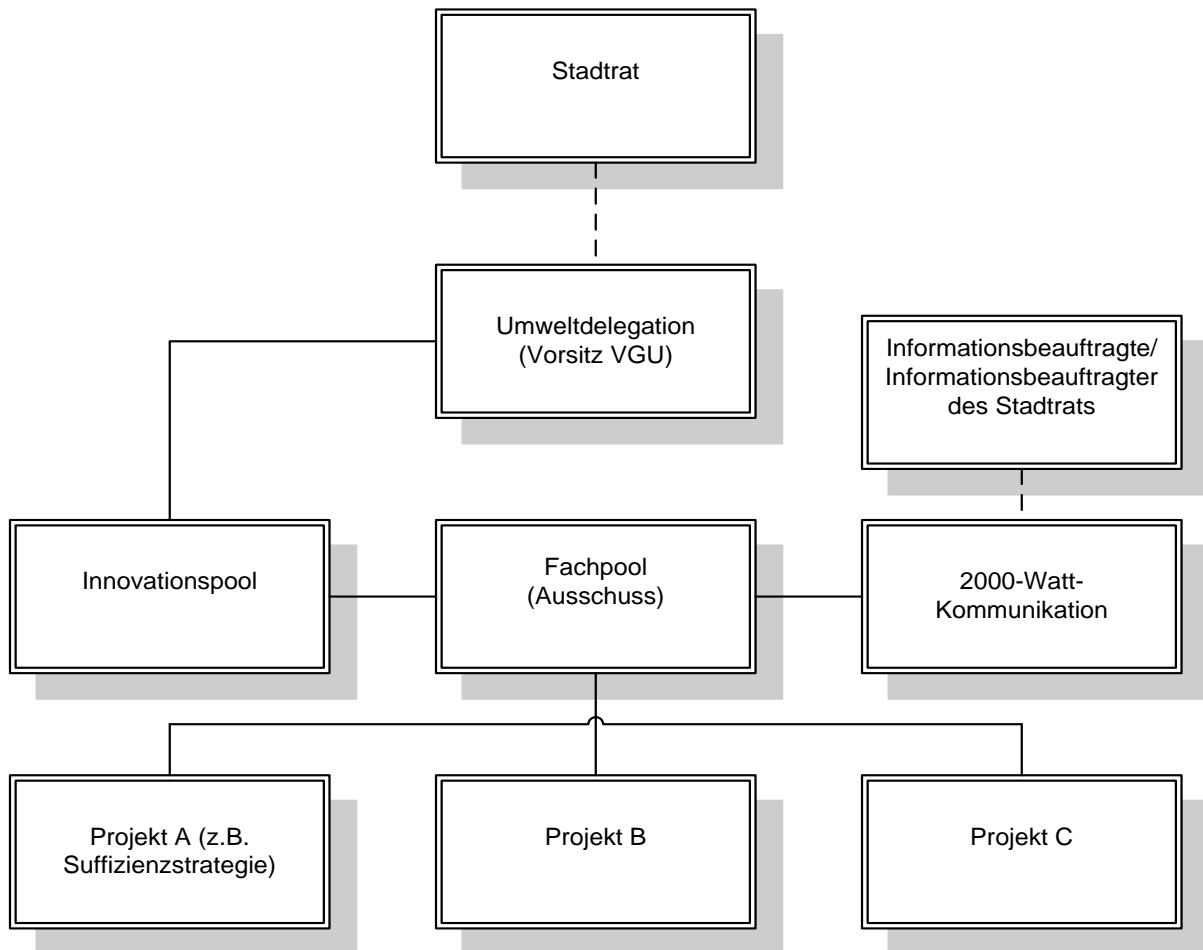 Stadtrat
Umweltdelegation
(Vorsitz VGU)
Informationsbeauftragte/
Informationsbeauftragter
des Stadtrats
Innovationspool
Fachpool
(Ausschuss)
2000-Watt-
Kommunikation
Projekt A (z.B.
Suffizienzstrategie)
Projekt B
Projekt C